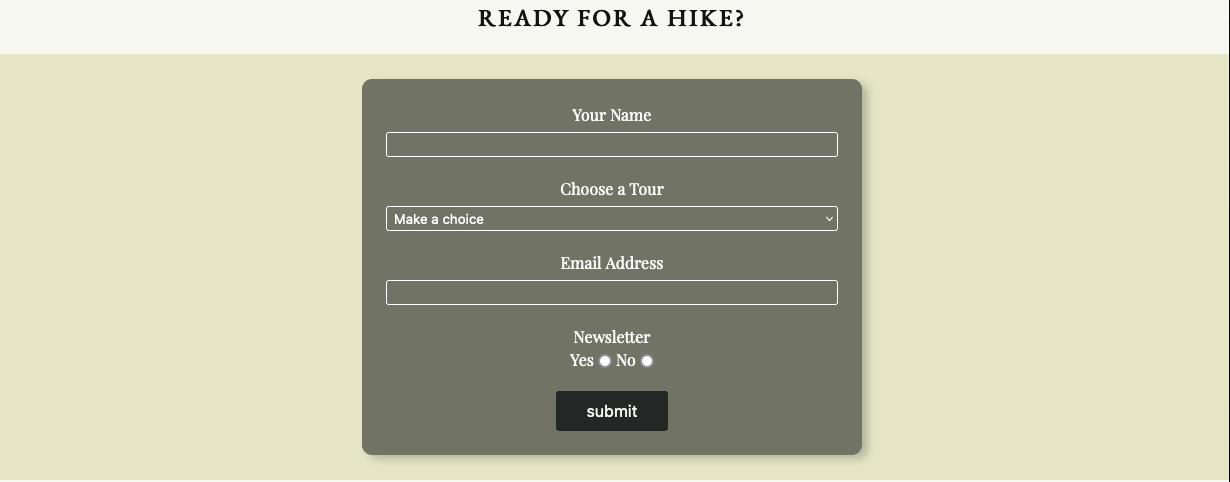 READY FOR A HIKE?
Your Name
Choose a Tour
Make a choice
Email Address
Newsletter
Yes No
submit